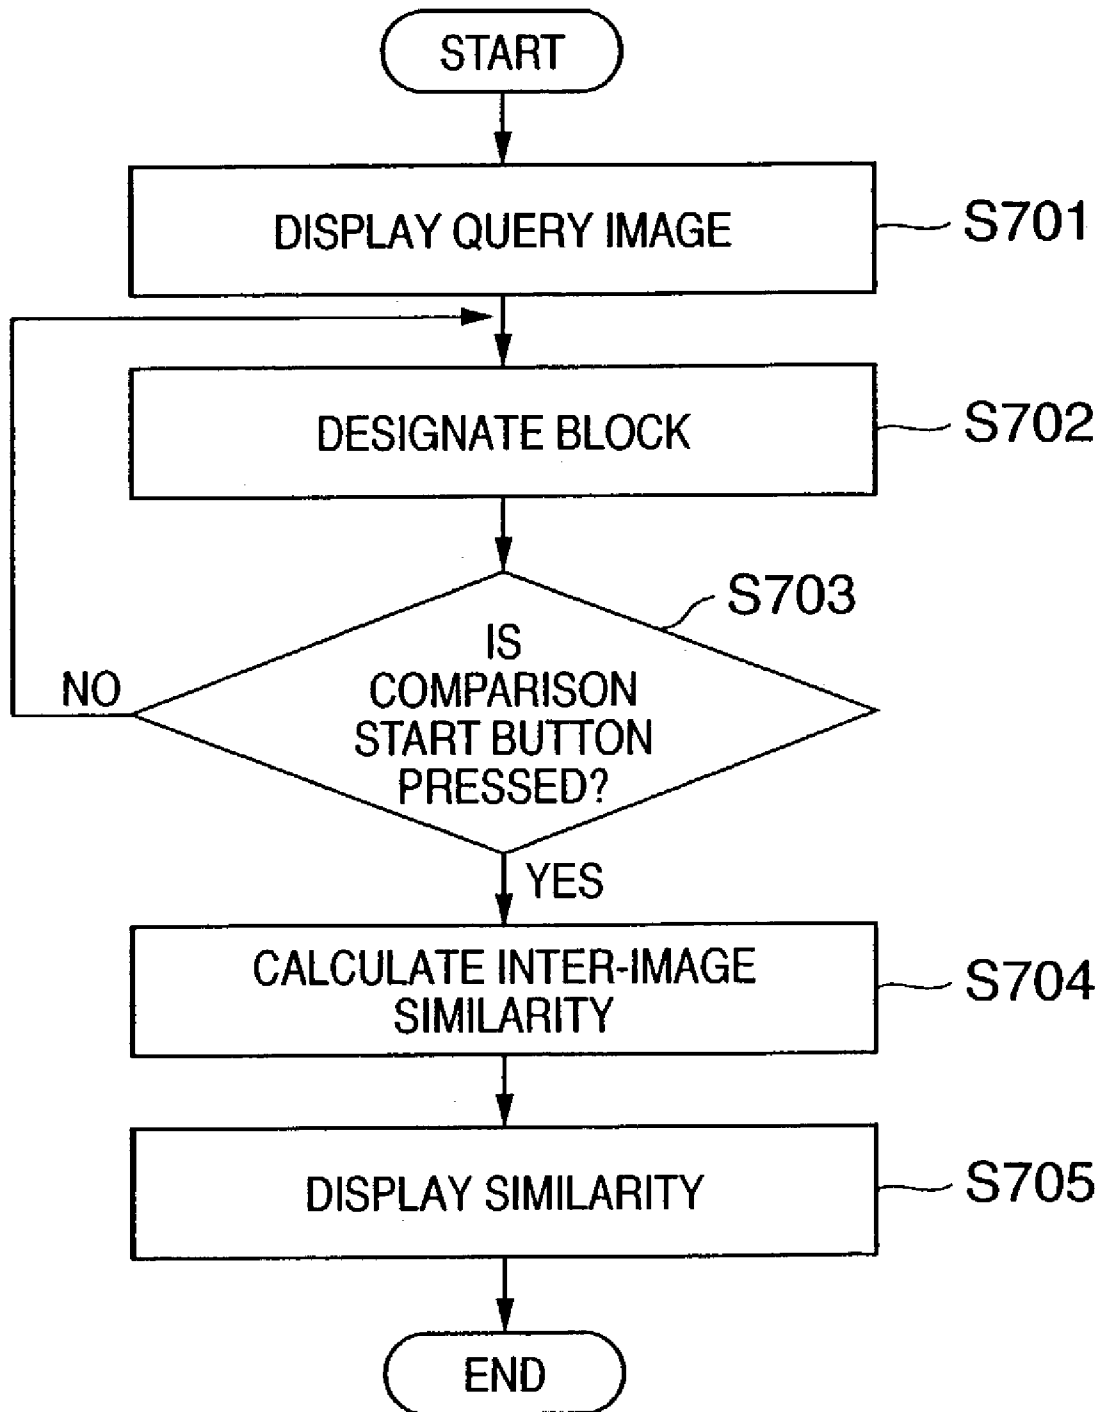 START
DISPLAY QUERY IMAGE
S701
DESIGNATE BLOCK
S702
S703
IS
COMPARISON
START BUTTON
PRESSED?
NO
YES
CALCULATE INTER-IMAGE
SIMILARITY
S704
DISPLAY SIMILARITY
S705
END